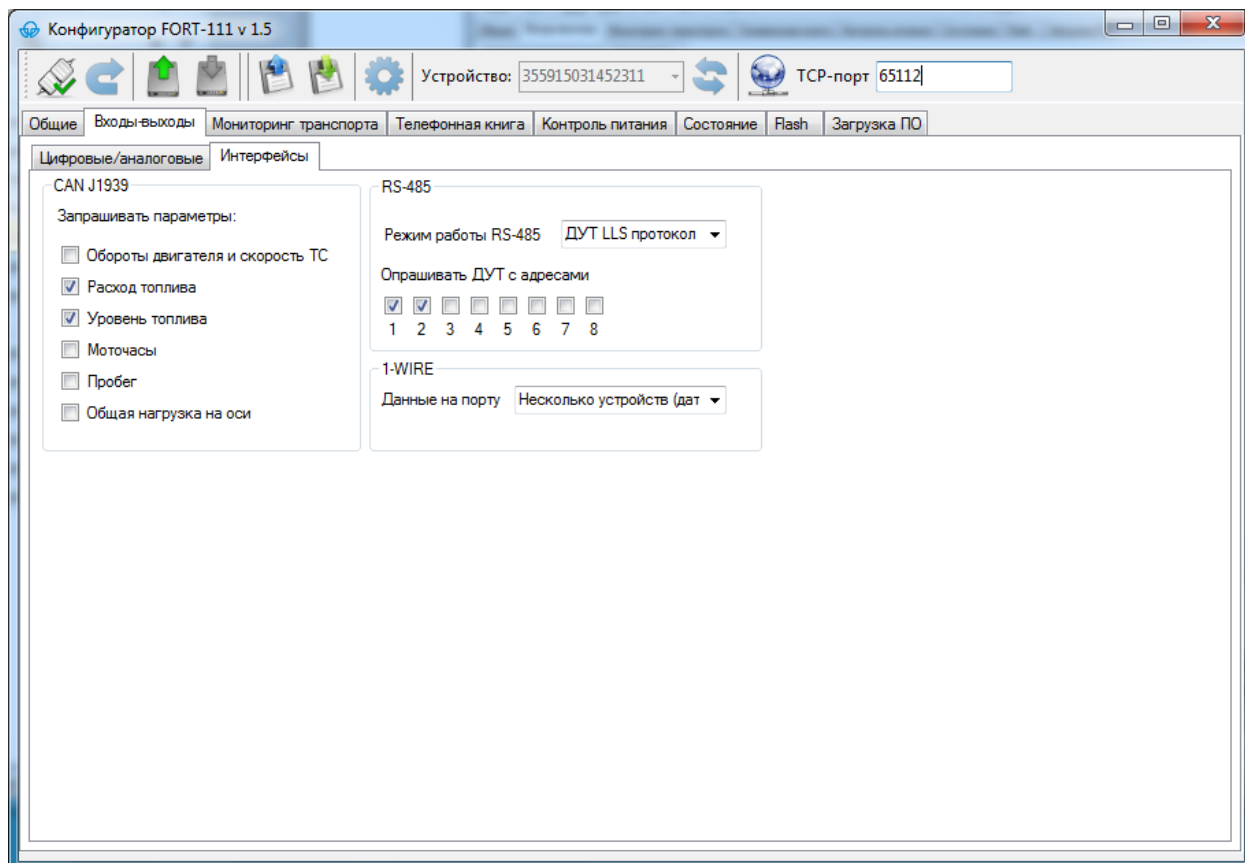 Конфигуратор FORT-111 v 1.5
Устройство: 355915031452311 TCP-порт 65112
Общие Входы-выходы Мониторинг транспорта Телефонная книга Контроль питания Состояние Flash Загрузка ПО
Цифровые/аналоговые Интерфейсы
CAN J1939
Запрашивать параметры:
Обороты двигателя и скорость ТС
Расход топлива
Уровень топлива
Моточасы
Пробег
Общая нагрузка на оси
RS-485
Режим работы RS-485 ДУТ LLS протокол
Опрашивать ДУТ с адресами
1 2 3 4 5 6 7 8
1-WIRE
Данные на порту Несколько устройств (дат